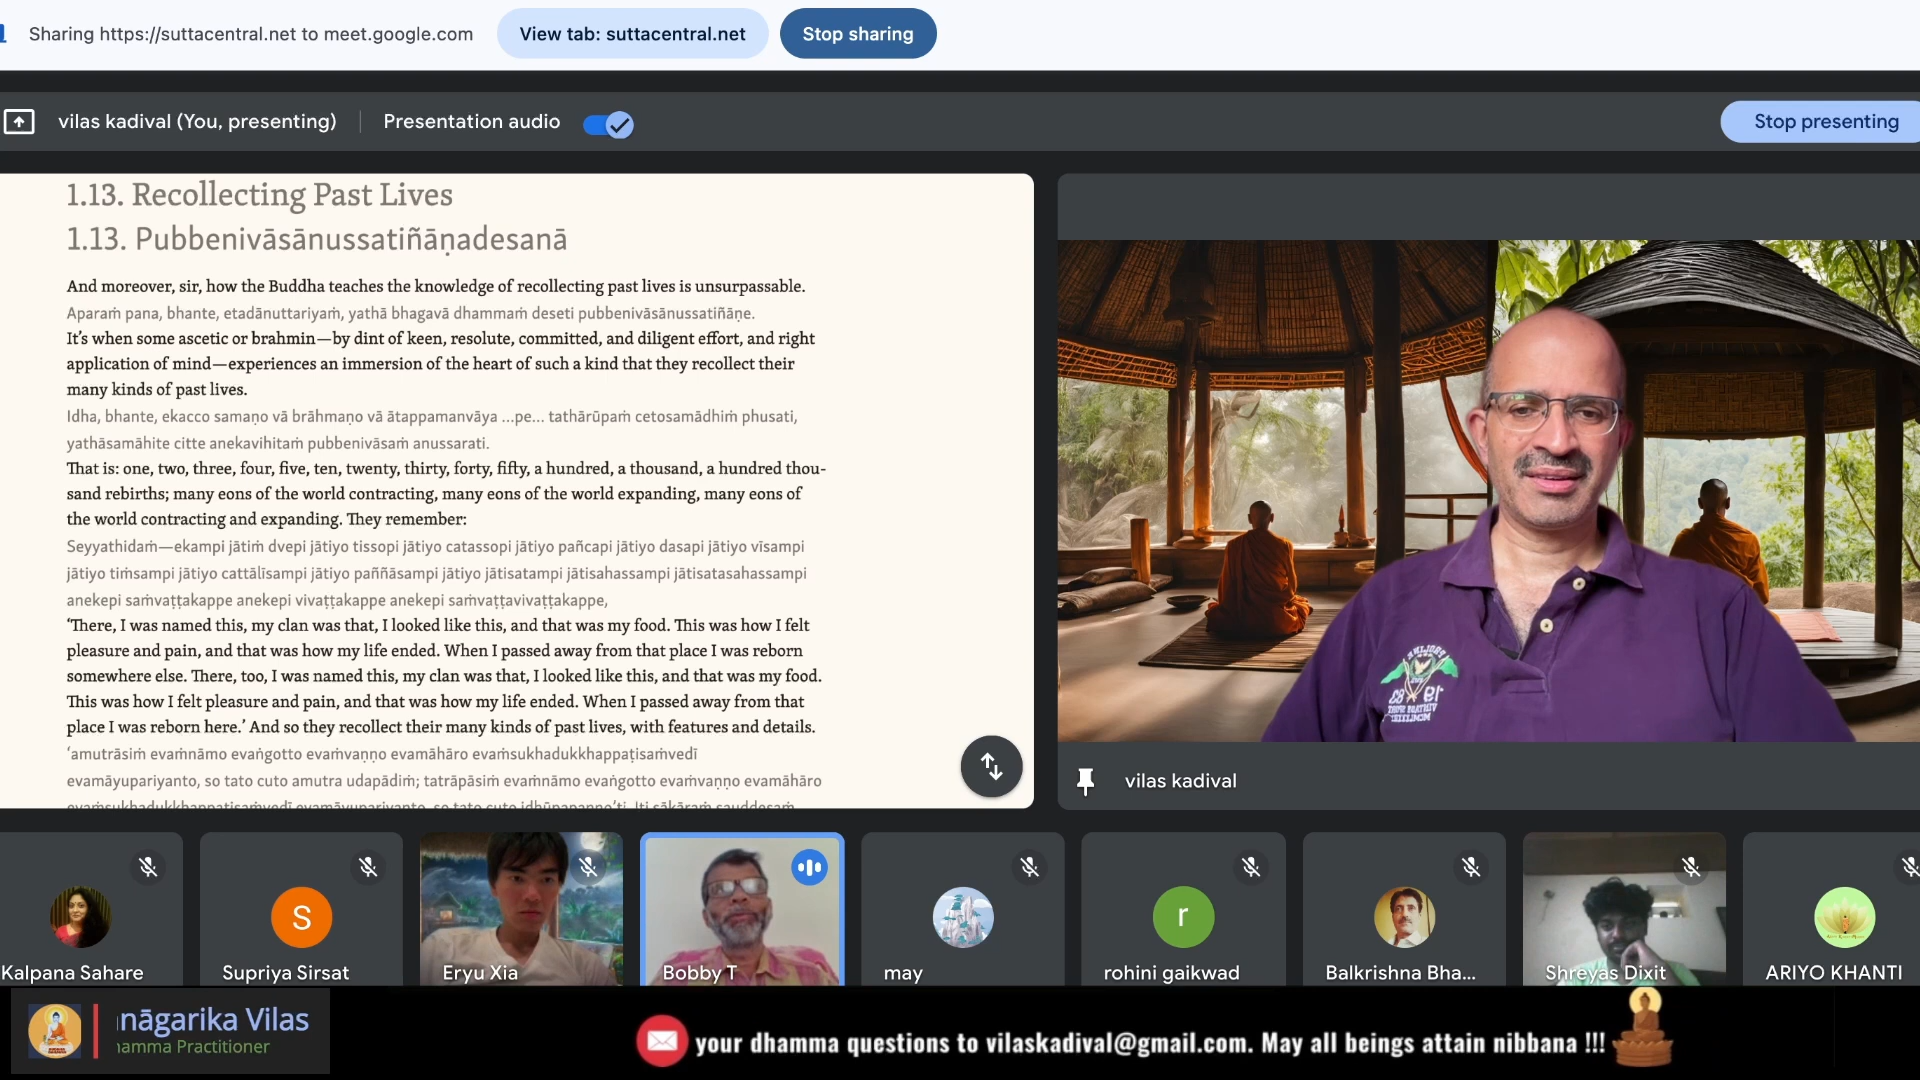 Sharing https://suttacentral.net to meet.google.com
View tab: suttacentral.net
Stop sharing
vilas kadival (You, presenting)
Presentation audio
Stop presenting
1.13. Recollecting Past Lives
1.13. Pubbenivāsānussatiñāṇadesanā
And moreover, sir, how the Buddha teaches the knowledge of recollecting past lives is unsurpassable.
Aparaṁ pana, bhante, etadānuttariyaṁ, yathā bhagavā dhammaṁ deseti pubbenivāsānussatiñāṇe.
It's when some ascetic or brahmin—by dint of keen, resolute, committed, and diligent effort, and right
application of mind—experiences an immersion of the heart of such a kind that they recollect their
many kinds of past lives.
Idha, bhante, ekacco samaṇo vā brāhmaṇo vā ātappamanvāya …pe… tathārūpaṁ cetosamādhiṁ phusati,
yathāsamāhite citte anekavihitaṁ pubbenivāsaṁ anussarati.
That is: one, two, three, four, five, ten, twenty, thirty, forty, fifty, a hundred, a thousand, a hundred thou-
sand rebirths; many eons of the world contracting, many eons of the world expanding, many eons of
the world contracting and expanding. They remember:
Seyyathidaṁ—ekampi jātiṁ dvepi jātiyo tissopi jātiyo catassopi jātiyo pañcapi jātiyo dasapi jātiyo vīsampi
jātiyo tiṁsampi jātiyo cattālīsampi jātiyo paññāsampi jātiyo jātisatampi jātisahassampi jātisatasahassampi
anekepi saṁvaṭṭakappe anekepi vivaṭṭakappe anekepi saṁvaṭṭavivaṭṭakappe,
'There, I was named this, my clan was that, I looked like this, and that was my food. This was how I felt
pleasure and pain, and that was how my life ended. When I passed away from that place I was reborn
somewhere else. There, too, I was named this, my clan was that, I looked like this, and that was my food.
This was how I felt pleasure and pain, and that was how my life ended. When I passed away from that
place I was reborn here.' And so they recollect their many kinds of past lives, with features and details.
'amutrāsiṁ evaṁnāmo evaṅgotto evaṁvaṇṇo evamāhāro evaṁsukhadukkhappaṭisaṁvedī
evamāyupariyanto, so tato cuto amutra udapādiṁ; tatrāpāsiṁ evaṁnāmo evaṅgotto evaṁvaṇṇo evamāhāro
evaṁsukhadukkhappaṭisaṁvedī evamāyupariyanto, so tato cuto idhūpapanno'ti. Iti sākāraṁ sauddesaṁ
vilas kadival
Kalpana Sahare
Supriya Sirsat
Eryu Xia
Bobby T
may
r
rohini gaikwad
S
Balkrishna Bha...
Shreyas Dixit
ARIYO KHANTI
nāgarika Vilas
hamma Practitioner
your dhamma questions to vilaskadival@gmail.com. May all beings attain nibbana !!!